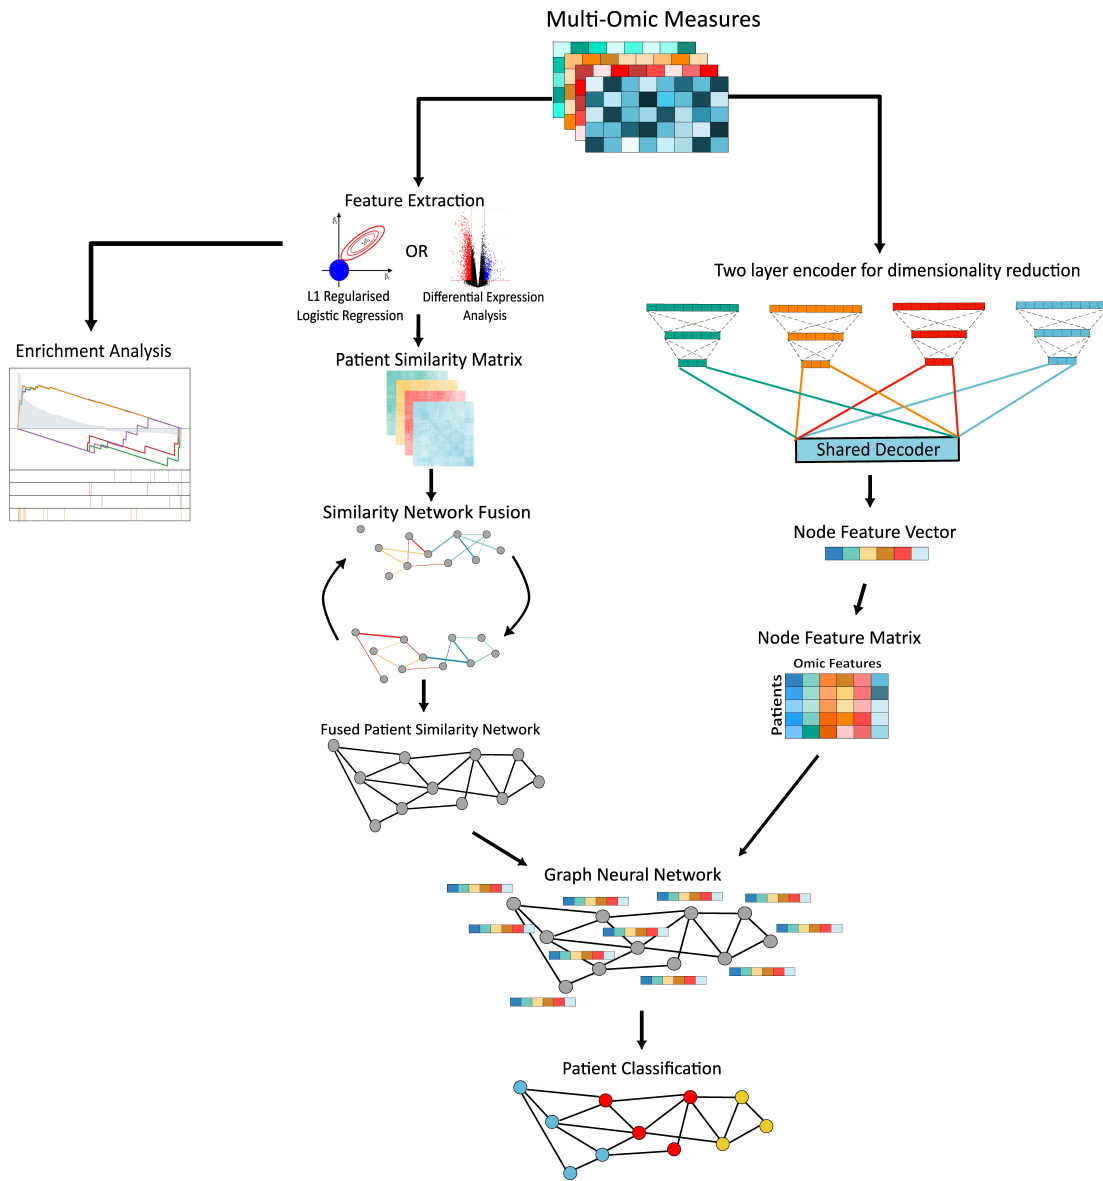 Multi-Omic Measures
Feature Extraction
OR
L1 Regularised
Logistic Regression
Differential Expression
Analysis
Two layer encoder for dimensionality reduction
Enrichment Analysis
Patient Similarity Matrix
Shared Decoder
Similarity Network Fusion
Node Feature Vector
Node Feature Matrix
Omic Features
Patients
Fused Patient Similarity Network
Graph Neural Network
Patient Classification